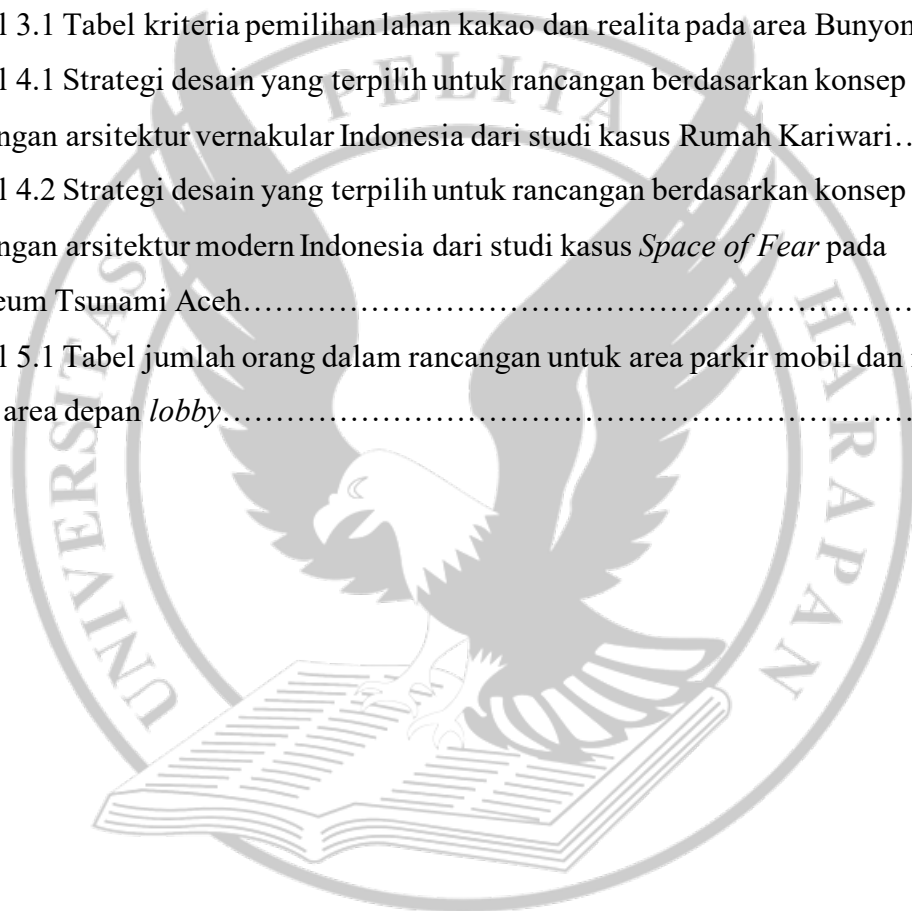 l 3.1 Tabel kriteria pemilihan lahan kakao dan realita pada area Bunyon
l 4.1 Strategi desain yang terpilih untuk rancangan berdasarkan konsep
ngan arsitektur vernakular Indonesia dari studi kasus Rumah Kariwari…
l 4.2 Strategi desain yang terpilih untuk rancangan berdasarkan konsep
ngan arsitektur modern Indonesia dari studi kasus Space of Fear pada
eum Tsunami Aceh…………………………………………………………
l 5.1 Tabel jumlah orang dalam rancangan untuk area parkir mobil dan
area depan lobby……………………………………………………………
UNIVERSITAS PELITA HARAPAN